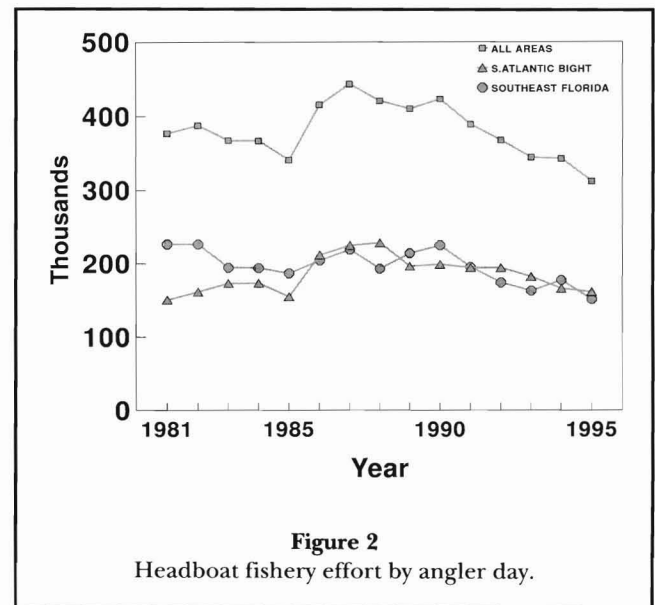 500
400
300
200
100
0
Thousands
ALL AREAS
S.ATLANTIC BIGHT
SOUTHEAST FLORIDA
1981 1985 1990 1995
Year
Figure 2
Headboat fishery effort by angler day.